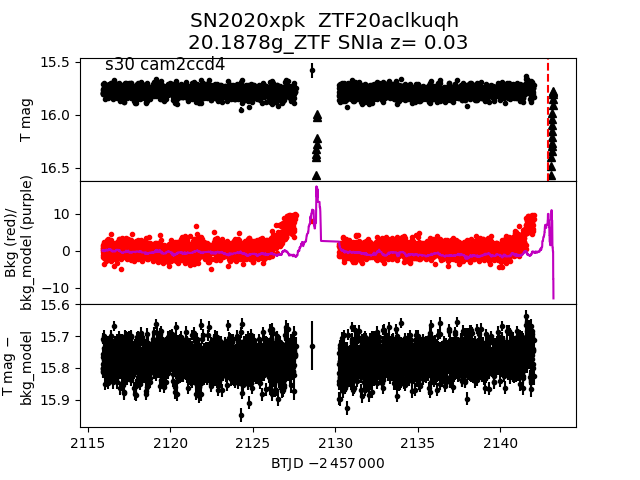 SN2020xpk  ZTF20aclkuqh
20.1878g_ZTF SNIa z= 0.03
s30 cam2ccd4
15.5
16.0
16.5
T mag
10
0
−10
Bkg (red)/
bkg_model (purple)
15.6
15.7
15.8
15.9
T mag −
bkg_model
2115
2120
2125
2130
2135
2140
BTJD −2 457 000